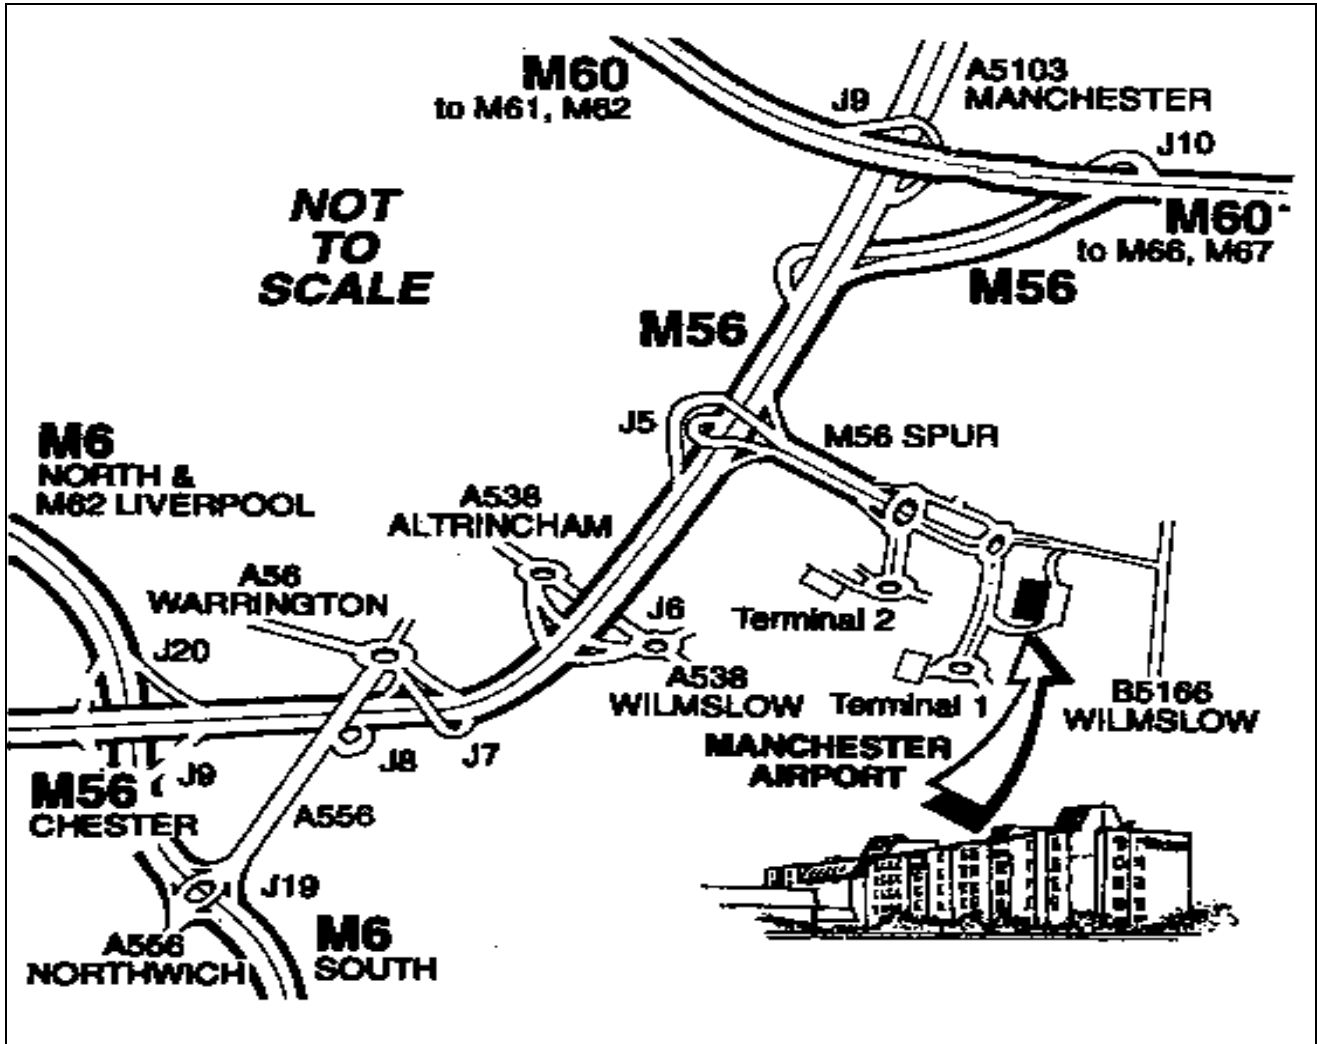 M60
to M61, M62
A5103
MANCHESTER
J9
J10
NOT
TO
SCALE
M60
to M66, M67
M56
M56
J5
M56 SPUR
M6
NORTH &
M62 LIVERPOOL
A538
ALTRINCHAM
A56
WARRINGTON
J6
Terminal 2
J20
A538
WILMSLOW
Terminal 1
B5166
WILMSLOW
MANCHESTER
AIRPORT
J9
J8
J7
M56
CHESTER
A556
J19
A556
NORTHWICH
M6
SOUTH